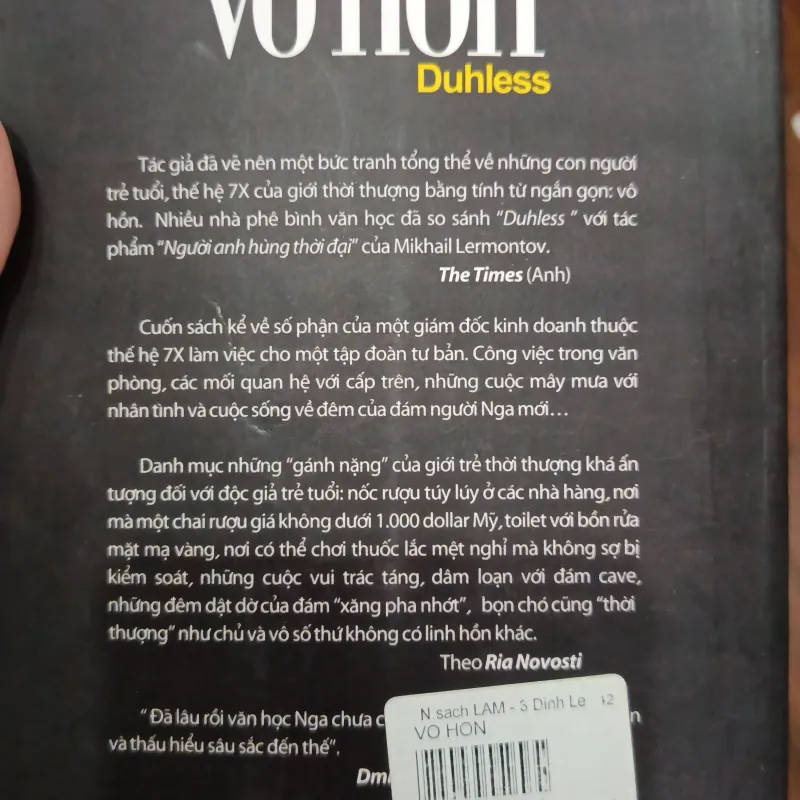 VÔ HỒN
Duhless
Tác giả đã vẽ nên một bức tranh tổng thể về những con người
trẻ tuổi, thế hệ 7X của giới thời thượng bằng tính từ ngắn gọn: vô
hồn. Nhiều nhà phê bình văn học đã so sánh “Duhless ” với tác
phẩm “Người anh hùng thời đại” của Mikhail Lermontov.
The Times (Anh)
Cuốn sách kể về số phận của một giám đốc kinh doanh thuộc
thế hệ 7X làm việc cho một tập đoàn tư bản. Công việc trong văn
phòng, các mối quan hệ với cấp trên, những cuộc mây mưa với
nhân tình và cuộc sống về đêm của đám người Nga mới...
Danh mục những “gánh nặng” của giới trẻ thời thượng khá ấn
tượng đối với độc giả trẻ tuổi: nốc rượu túy lúy ở các nhà hàng, nơi
mà một chai rượu giá không dưới 1.000 dollar Mỹ, toilet với bồn rửa
mặt mạ vàng, nơi có thể chơi thuốc lắc mệt nghỉ mà không sợ bị
kiểm soát, những cuộc vui trác táng, dâm loạn với đám cave,
những đêm dật dờ của đám “xăng pha nhớt”, bọn chó cũng “thời
thượng” như chủ và vô số thứ không có linh hồn khác.
Theo Ria Novosti
“ Đã lâu rồi văn học Nga chưa
và thấu hiểu sâu sắc đến thế”.
N.sach LAM - 5 Dinh Le
VO HON